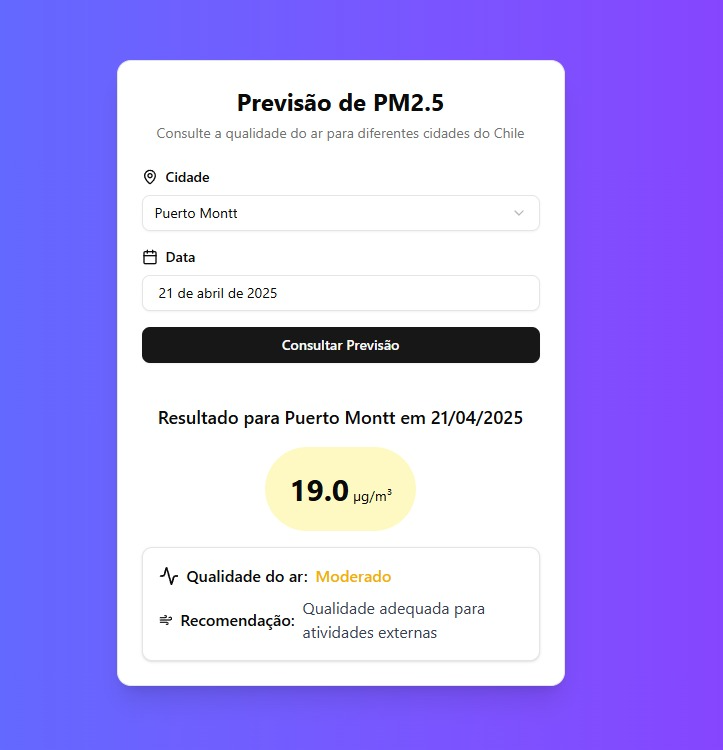 Previsão de PM2.5
Consulte a qualidade do ar para diferentes cidades do Chile
Cidade
Puerto Montt
Data
21 de abril de 2025
Consultar Previsão
Resultado para Puerto Montt em 21/04/2025
19.0 µg/m³
Qualidade do ar: Moderado
Recomendação: Qualidade adequada para
atividades externas